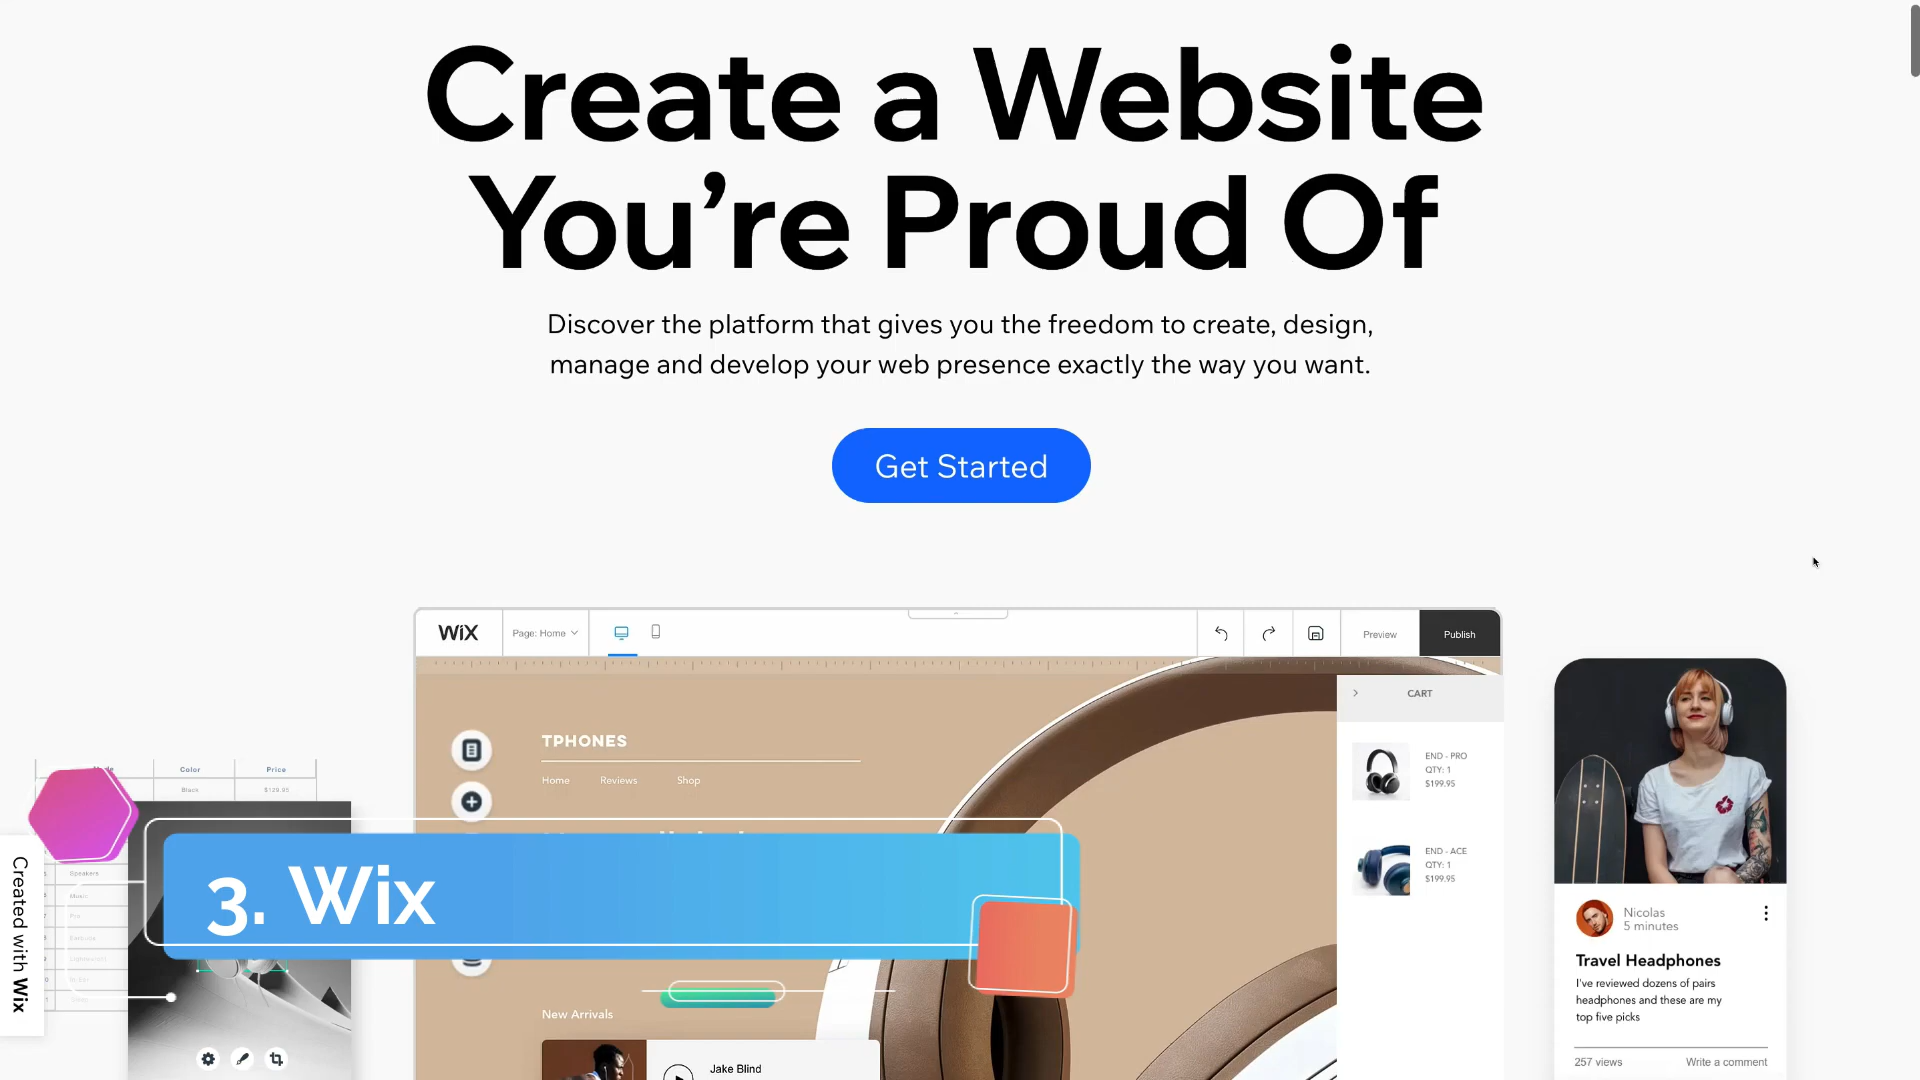 Create a Website
You’re Proud Of
Discover the platform that gives you the freedom to create, design,
manage and develop your web presence exactly the way you want.
Get Started
WiX
Page: Home
Preview
Publish
CART
TPHONES
Home
Reviews
Shop
END - PRO
QTY: 1
$199.95
END - ACE
QTY: 1
$199.95
Color
Price
Black
$129.95
Speakers
Music
3. Wix
Created with Wix
New Arrivals
Jake Blind
Nicolas
5 minutes
Travel Headphones
I've reviewed dozens of pairs
headphones and these are my
top five picks
257 views
Write a comment